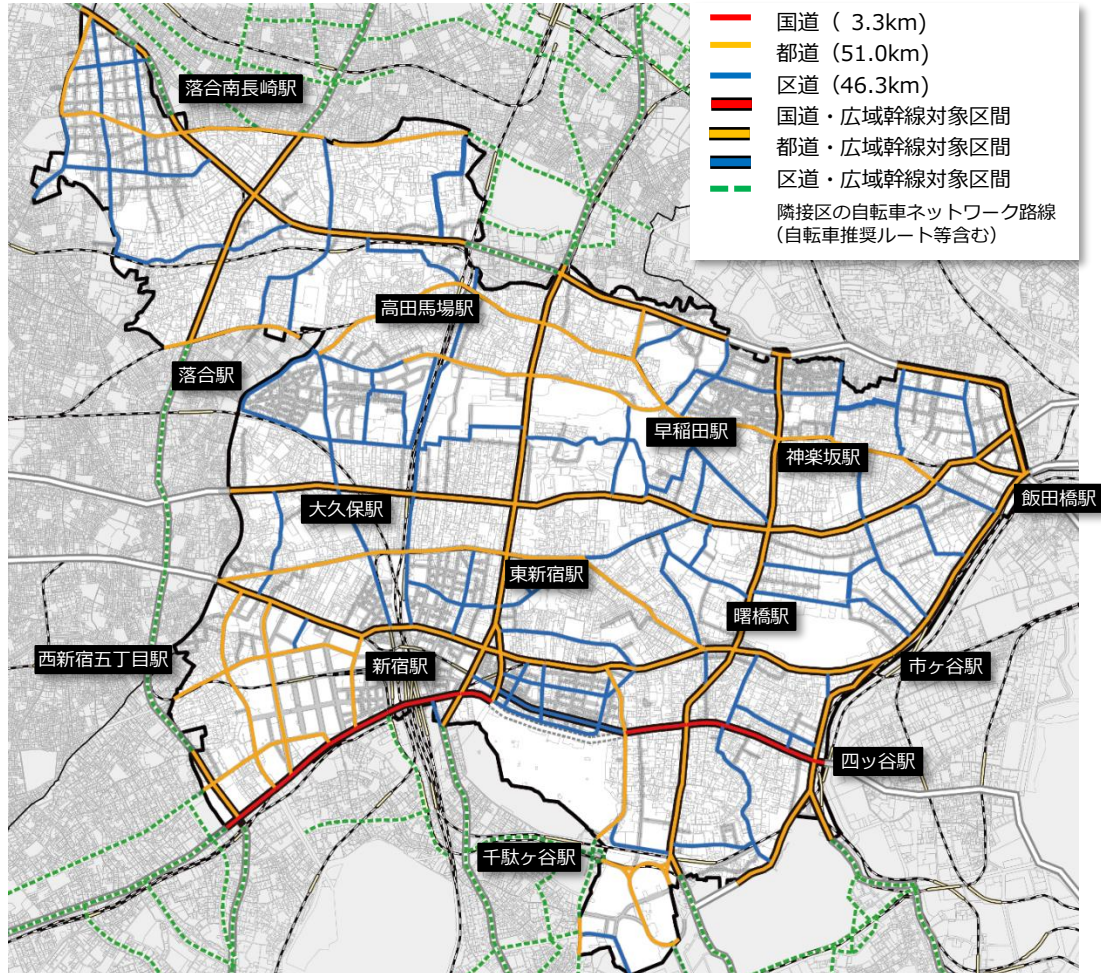 国道（ 3.3km)
都道（51.0km)
区道（46.3km)
国道・広域幹線対象区間
都道・広域幹線対象区間
区道・広域幹線対象区間
隣接区の自転車ネットワーク路線
（自転車推奨ルート等含む）
落合南長崎駅
高田馬場駅
落合駅
早稲田駅
神楽坂駅
飯田橋駅
大久保駅
東新宿駅
曙橋駅
西新宿五丁目駅
新宿駅
市ヶ谷駅
四ッ谷駅
千駄ヶ谷駅